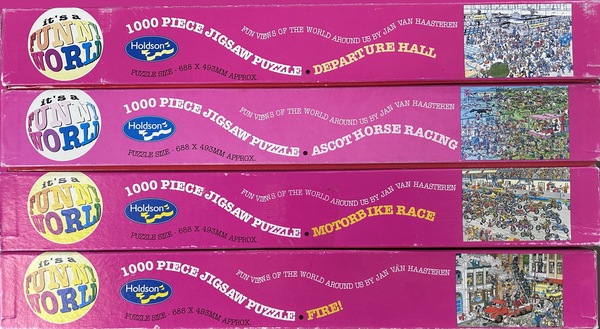 it's a
FUNNY
WORLD
1000 PIECE JIGSAW PUZZLE • DEPARTURE HALL
FUN VIEWS OF THE WORLD AROUND US BY JAN VAN HAASTEREN
Holdson
PUZZLE SIZE - 688 X 493MM APPROX.
it's a
FUNNY
WORLD
1000 PIECE JIGSAW PUZZLE • ASCOT HORSE RACING
FUN VIEWS OF THE WORLD AROUND US BY JAN VAN HAASTEREN
Holdson
PUZZLE SIZE - 688 X 493MM APPROX.
it's a
FUNNY
WORLD
1000 PIECE JIGSAW PUZZLE • MOTORBIKE RACE
FUN VIEWS OF THE WORLD AROUND US BY JAN VAN HAASTEREN
Holdson
PUZZLE SIZE - 688 X 493MM APPROX.
it's a
FUNNY
WORLD
1000 PIECE JIGSAW PUZZLE • FIRE!
FUN VIEWS OF THE WORLD AROUND US BY JAN VAN HAASTEREN
Holdson
PUZZLE SIZE - 688 X 493MM APPROX.